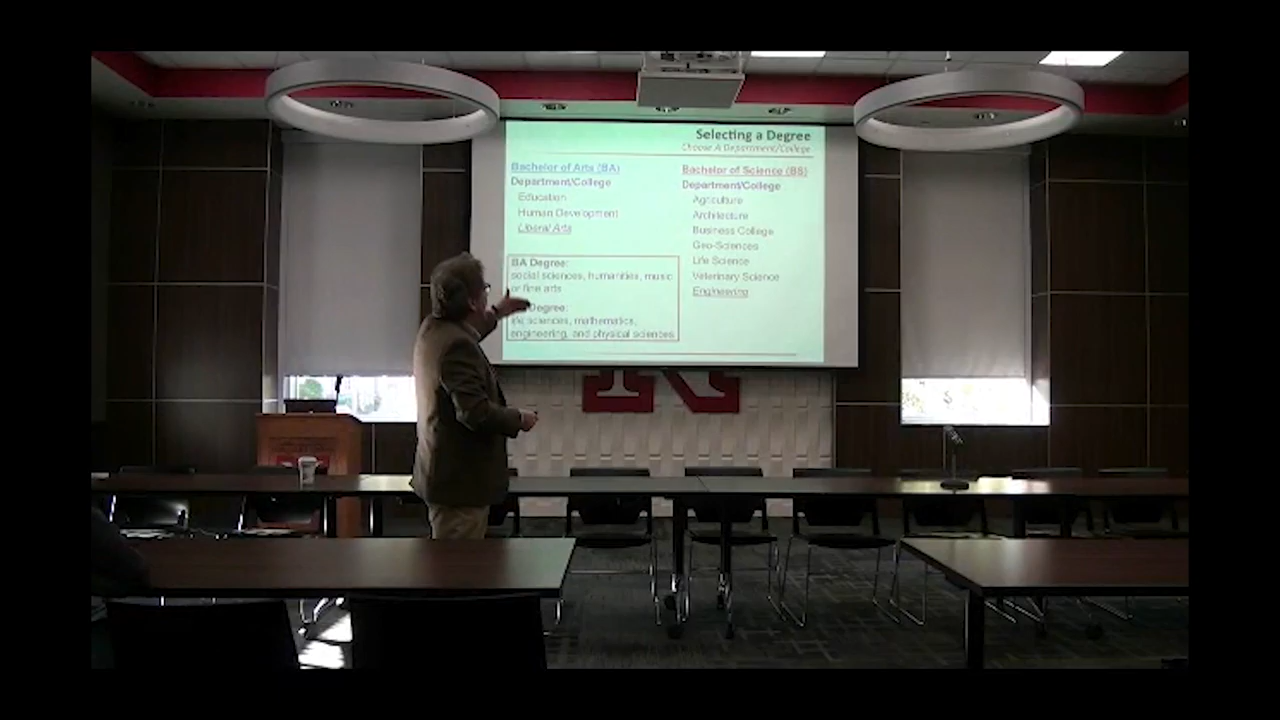 Selecting a Degree
Choose A Department/College
Bachelor of Arts (BA)
Department/College
Education
Human Development
Liberal Arts
BA Degree:
social sciences, humanities, music
or fine arts
Degree:
sciences, mathematics,
engineering, and physical sciences
Bachelor of Science (BS)
Department/College
Agriculture
Architecture
Business College
Geo-Sciences
Life Science
Veterinary Science
Engineering